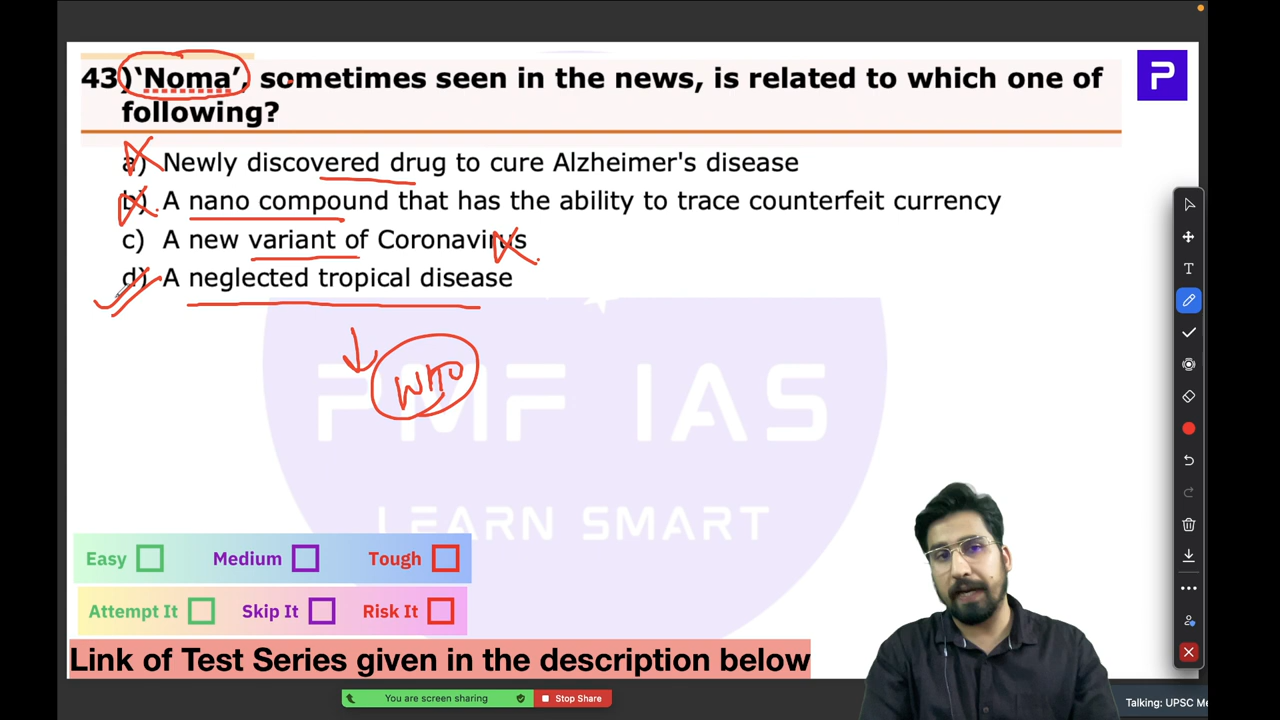 43)‘Noma’, sometimes seen in the news, is related to which one of
following?
a) Newly discovered drug to cure Alzheimer's disease
b) A nano compound that has the ability to trace counterfeit currency
c) A new variant of Coronavirus
d) A neglected tropical disease
WHO
P
PMF IAS
LEARN SMART
Easy Medium Tough
Attempt It Skip It Risk It
Link of Test Series given in the description below
You are screen sharing Stop Share
Talking: UPSC Me
T